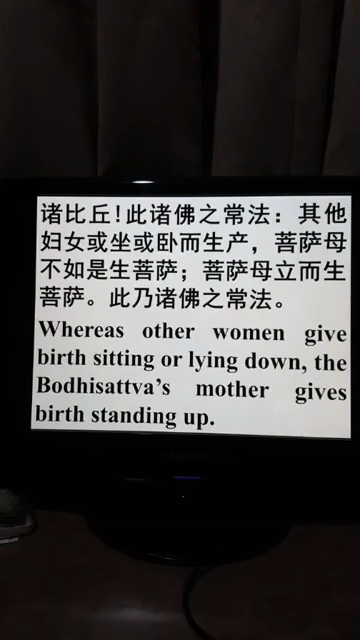 诸比丘!此诸佛之常法：其他
妇女或坐或卧而生产，菩萨母
不如是生菩萨；菩萨母立而生
菩萨。此乃诸佛之常法。
Whereas other women give
birth sitting or lying down, the
Bodhisattva's mother gives
birth standing up.